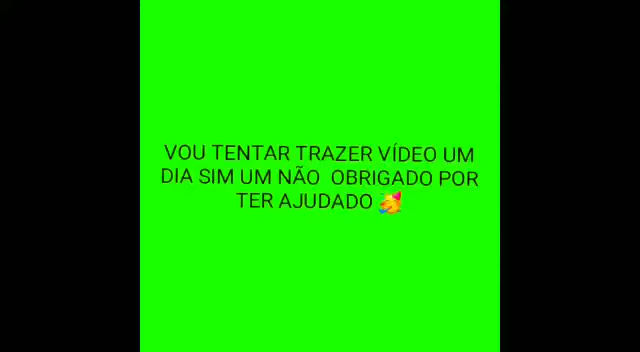 VOU TENTAR TRAZER VÍDEO UM
DIA SIM UM NÃO  OBRIGADO POR
TER AJUDADO 🥳